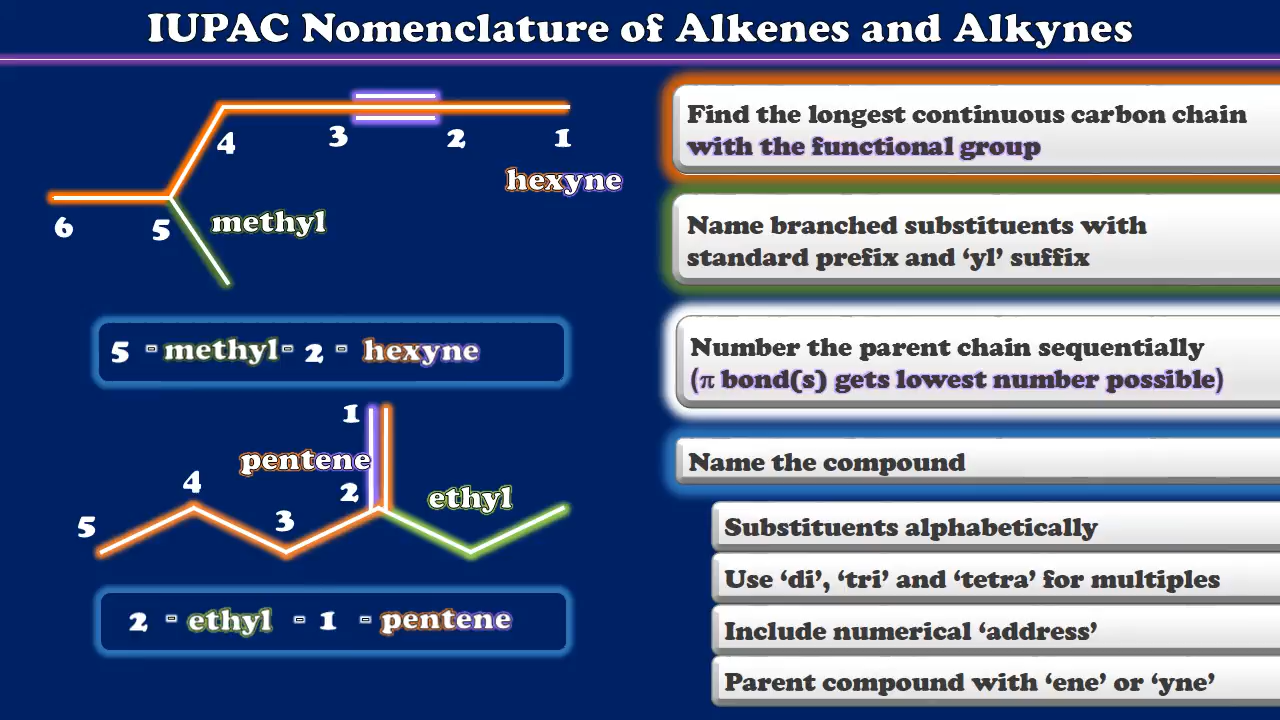 IUPAC Nomenclature of Alkenes and Alkynes
4
3
2
1
hexyne
6
5
methyl
5 - methyl- 2 - hexyne
1
pentene
2
4
ethyl
3
5
2 - ethyl - 1 - pentene
Find the longest continuous carbon chain
with the functional group
Name branched substituents with
standard prefix and ‘yl’ suffix
Number the parent chain sequentially
(π bond(s) gets lowest number possible)
Name the compound
Substituents alphabetically
Use ‘di’, ‘tri’ and ‘tetra’ for multiples
Include numerical ‘address’
Parent compound with ‘ene’ or ‘yne’